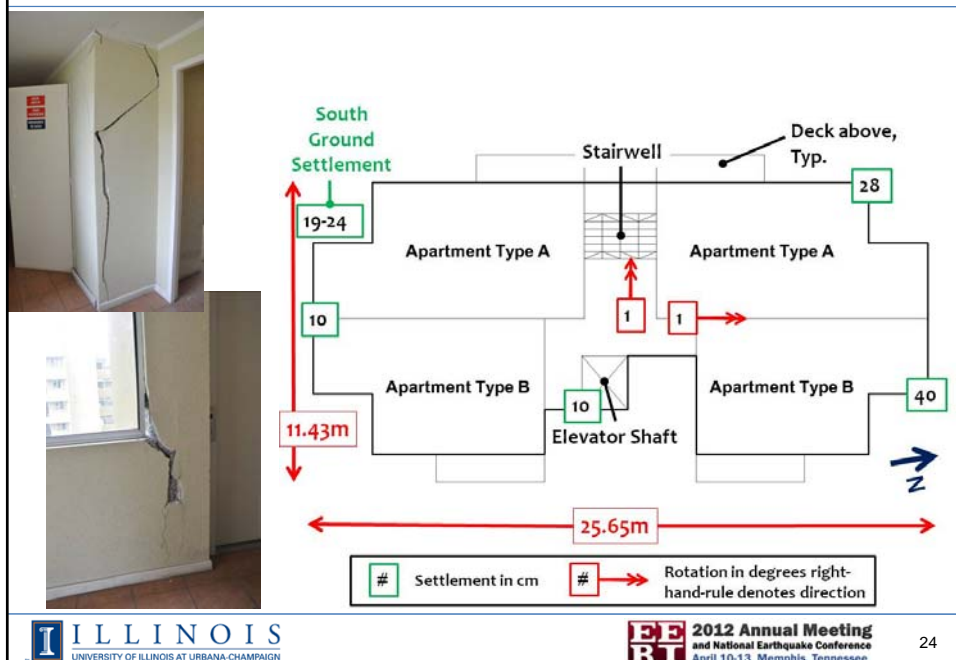 South
Ground
Settlement
19-24
Stairwell
Deck above,
Typ.
28
Apartment Type A
Apartment Type A
10
1
1
Apartment Type B
Apartment Type B
10
40
Elevator Shaft
11.43m
N
25.65m
# Settlement in cm
# Rotation in degrees right-
hand-rule denotes direction
ILLINOIS
UNIVERSITY OF ILLINOIS AT URBANA-CHAMPAIGN
EE
RI
2012 Annual Meeting
and National Earthquake Conference
April 10-13, Memphis, Tennessee
24